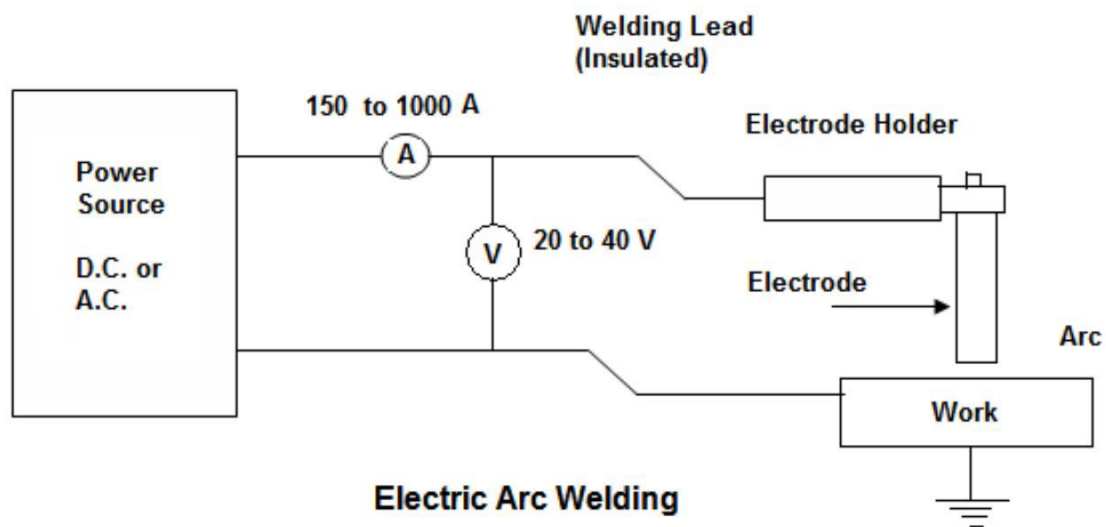 Welding Lead
(Insulated)
150 to 1000 A
A
Electrode Holder
Power
Source
D.C. or
A.C.
V
20 to 40 V
Electrode
Arc
Work
Electric Arc Welding